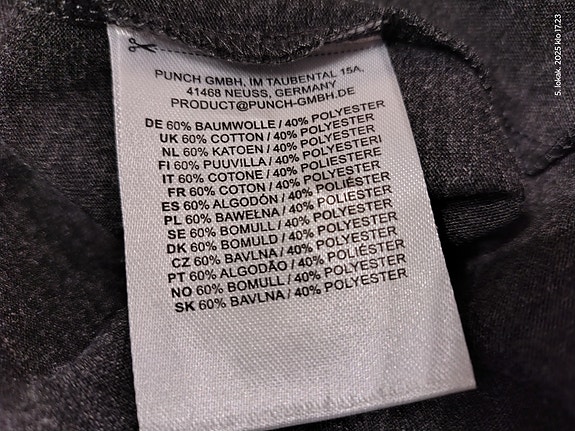 PUNCH GMBH, IM TAUBENTAL 15A,
41468 NEUSS, GERMANY
PRODUCT@PUNCH-GMBH.DE
DE 60% BAUMWOLLE / 40% POLYESTER
UK 60% COTTON / 40% POLYESTER
NL 60% KATOEN / 40% POLYESTER
FI 60% PUUVILLA / 40% POLYESTERI
IT 60% COTONE / 40% POLIESTERE
FR 60% COTON / 40% POLYESTER
ES 60% ALGODÓN / 40% POLIÉSTER
PL 60% BAWEŁNA / 40% POLIESTER
SE 60% BOMULL / 40% POLYESTER
DK 60% BOMULD / 40% POLYESTER
CZ 60% BAVLNA / 40% POLYESTER
PT 60% ALGODÃO / 40% POLIÉSTER
NO 60% BOMULL / 40% POLYESTER
SK 60% BAVLNA / 40% POLYESTER
5. lokak. 2025 klo 17.23